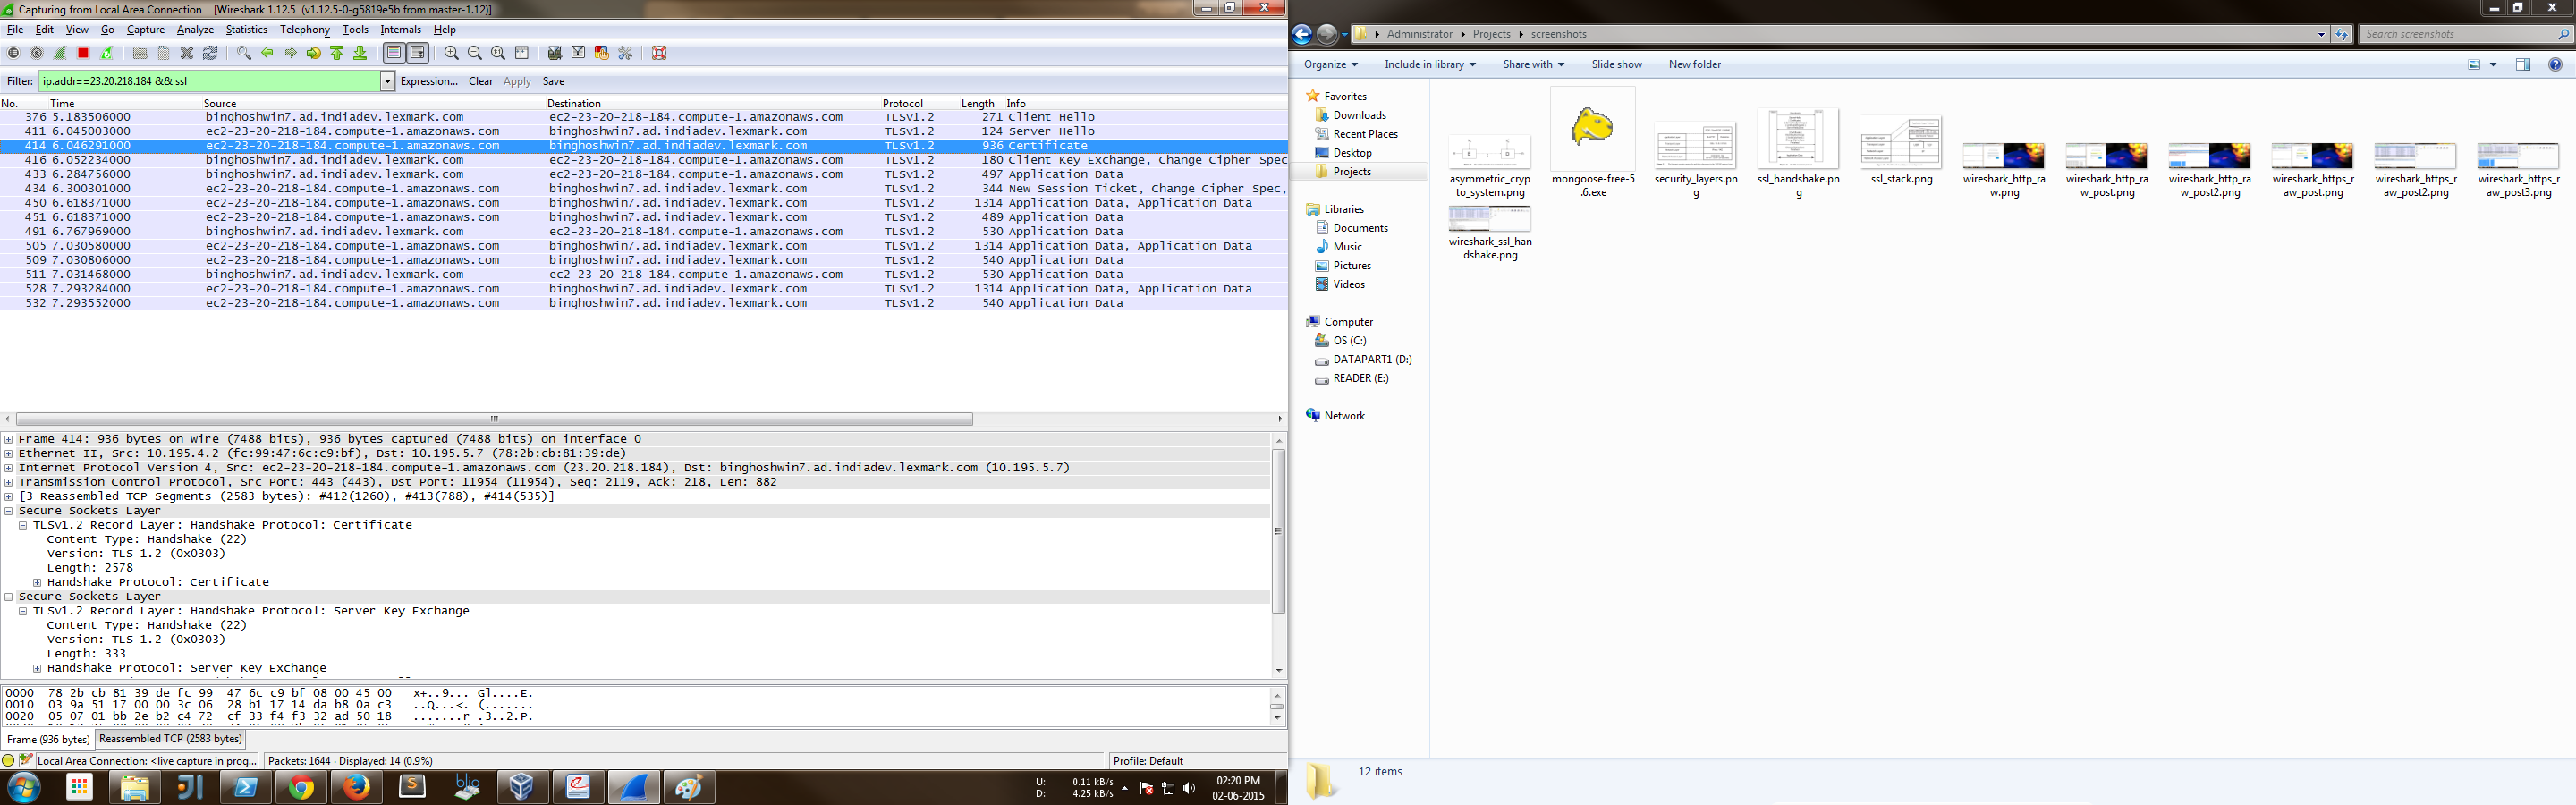 Capturing from Local Area Connection [Wireshark 1.12.5 (v1.12.5-0-g5819e5b from master-1.12)]
File Edit View Go Capture Analyze Statistics Telephony Tools Internals Help
Filter: ip.addr==23.20.218.184 && ssl Expression... Clear Apply Save
No. Time Source Destination Protocol Length Info
376 5.183506000 binghoshwin7.ad.indiadev.lexmark.com ec2-23-20-218-184.compute-1.amazonaws.com TLSv1.2 271 Client Hello
411 6.045003000 ec2-23-20-218-184.compute-1.amazonaws.com binghoshwin7.ad.indiadev.lexmark.com TLSv1.2 124 Server Hello
414 6.046291000 ec2-23-20-218-184.compute-1.amazonaws.com binghoshwin7.ad.indiadev.lexmark.com TLSv1.2 936 Certificate
416 6.052234000 binghoshwin7.ad.indiadev.lexmark.com ec2-23-20-218-184.compute-1.amazonaws.com TLSv1.2 180 Client Key Exchange, Change Cipher Spec
433 6.284756000 binghoshwin7.ad.indiadev.lexmark.com ec2-23-20-218-184.compute-1.amazonaws.com TLSv1.2 497 Application Data
434 6.300301000 ec2-23-20-218-184.compute-1.amazonaws.com binghoshwin7.ad.indiadev.lexmark.com TLSv1.2 344 New Session Ticket, Change Cipher Spec,
450 6.618371000 ec2-23-20-218-184.compute-1.amazonaws.com binghoshwin7.ad.indiadev.lexmark.com TLSv1.2 1314 Application Data, Application Data
451 6.618371000 ec2-23-20-218-184.compute-1.amazonaws.com binghoshwin7.ad.indiadev.lexmark.com TLSv1.2 489 Application Data
491 6.767969000 binghoshwin7.ad.indiadev.lexmark.com ec2-23-20-218-184.compute-1.amazonaws.com TLSv1.2 530 Application Data
505 7.030580000 ec2-23-20-218-184.compute-1.amazonaws.com binghoshwin7.ad.indiadev.lexmark.com TLSv1.2 1314 Application Data, Application Data
509 7.030806000 ec2-23-20-218-184.compute-1.amazonaws.com binghoshwin7.ad.indiadev.lexmark.com TLSv1.2 540 Application Data
511 7.031468000 binghoshwin7.ad.indiadev.lexmark.com ec2-23-20-218-184.compute-1.amazonaws.com TLSv1.2 530 Application Data
528 7.293284000 ec2-23-20-218-184.compute-1.amazonaws.com binghoshwin7.ad.indiadev.lexmark.com TLSv1.2 1314 Application Data, Application Data
532 7.293552000 ec2-23-20-218-184.compute-1.amazonaws.com binghoshwin7.ad.indiadev.lexmark.com TLSv1.2 540 Application Data
Frame 414: 936 bytes on wire (7488 bits), 936 bytes captured (7488 bits) on interface 0
Ethernet II, Src: 10.195.4.2 (fc:99:47:6c:c9:bf), Dst: 10.195.5.7 (78:2b:cb:81:39:de)
Internet Protocol Version 4, Src: ec2-23-20-218-184.compute-1.amazonaws.com (23.20.218.184), Dst: binghoshwin7.ad.indiadev.lexmark.com (10.195.5.7)
Transmission Control Protocol, Src Port: 443 (443), Dst Port: 11954 (11954), Seq: 2119, Ack: 218, Len: 882
[3 Reassembled TCP Segments (2583 bytes): #412(1260), #413(788), #414(535)]
Secure Sockets Layer
TLSv1.2 Record Layer: Handshake Protocol: Certificate
Content Type: Handshake (22)
Version: TLS 1.2 (0x0303)
Length: 2578
Handshake Protocol: Certificate
Secure Sockets Layer
TLSv1.2 Record Layer: Handshake Protocol: Server Key Exchange
Content Type: Handshake (22)
Version: TLS 1.2 (0x0303)
Length: 333
Handshake Protocol: Server Key Exchange
0000 78 2b cb 81 39 de fc 99 47 6c c9 bf 08 00 45 00 x+..9... Gl....E.
0010 03 9a 51 17 00 00 3c 06 28 b1 17 14 da b8 0a c3 ..Q...<. (.......
0020 05 07 01 bb 2e b2 c4 72 cf 33 f4 f3 32 ad 50 18 .......r .3..2.P.
Frame (936 bytes) Reassembled TCP (2583 bytes)
Local Area Connection: <live capture in prog... Packets: 1644 · Displayed: 14 (0.9%) Profile: Default
blip
U: 0.11 kB/s
D: 4.25 kB/s
02:20 PM
02-06-2015
Administrator Projects screenshots
Search screenshots
Organize Include in library Share with Slide show New folder
Favorites
Downloads
Recent Places
Desktop
Projects
Libraries
Documents
Music
Pictures
Videos
Computer
OS (C:)
DATAPART1 (D:)
READER (E:)
Network
asymmetric_cryp
to_system.png
mongoose-free-5
.6.exe
security_layers.pn
g
ssl_handshake.pn
g
ssl_stack.png
wireshark_http_ra
w.png
wireshark_http_ra
w_post.png
wireshark_http_ra
w_post2.png
wireshark_https_r
aw_post.png
wireshark_https_r
aw_post2.png
wireshark_https_r
aw_post3.png
wireshark_ssl_han
dshake.png
12 items